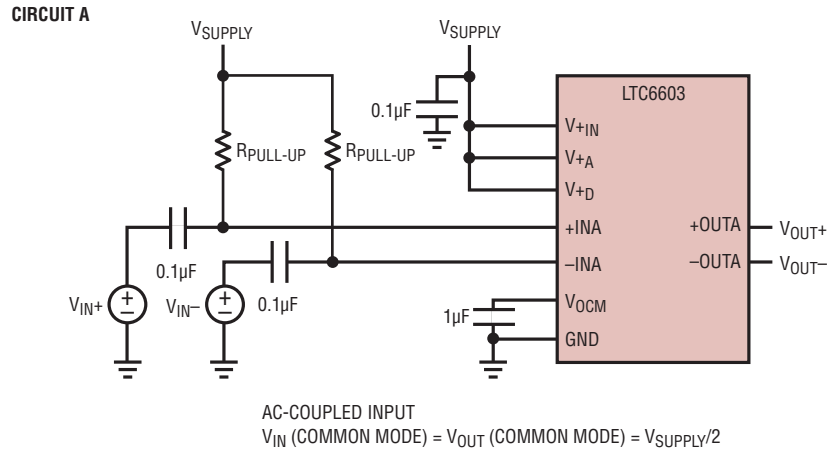 CIRCUIT A
VSUPPLY
VSUPPLY
LTC6603
0.1µF
V+IN
RPULL-UP
RPULL-UP
V+A
V+D
+INA
+OUTA
VOUT+
–INA
–OUTA
VOUT–
0.1µF
VIN+
+
–
VIN–
+
–
0.1µF
1µF
VOCM
GND
AC-COUPLED INPUT
VIN (COMMON MODE) = VOUT (COMMON MODE) = VSUPPLY/2